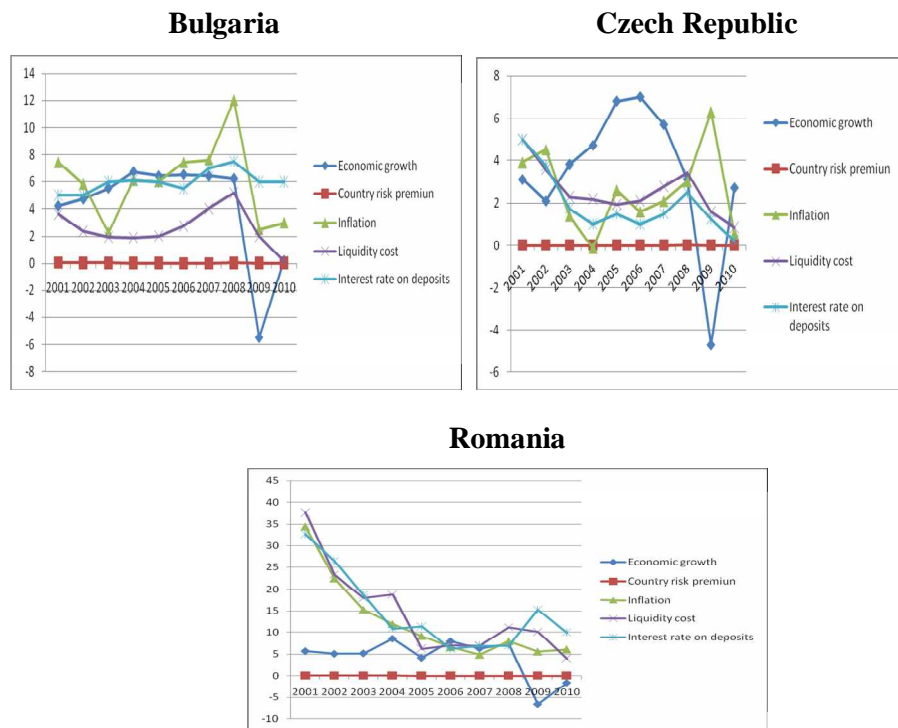 Bulgaria
14
12
10
8
6
4
2
0
-2
-4
-6
-8
2001 2002 2003 2004 2005 2006 2007 2008 2009 2010
Economic growth
Country risk premiun
Inflation
Liquidity cost
Interest rate on deposits
Czech Republic
8
6
4
2
0
-2
-4
-6
2001 2002 2003 2004 2005 2006 2007 2008 2009 2010
Economic growth
Country risk premiun
Inflation
Liquidity cost
Interest rate on
deposits
Romania
45
40
35
30
25
20
15
10
5
0
-5
-10
2001 2002 2003 2004 2005 2006 2007 2008 2009 2010
Economic growth
Country risk premiun
Inflation
Liquidity cost
Interest rate on deposits